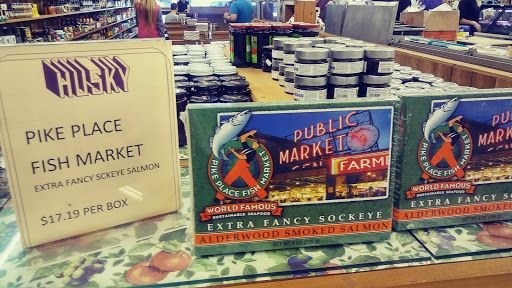 HUSKY
PIKE PLACE
FISH MARKET
EXTRA FANCY SCKEYE SALMON
$17.19 PER BOX
PUBLIC
MARKET
FARM
PIKE PLACE FISH MARKET
WORLD FAMOUS
SUSTAINABLE SEAFOOD
EXTRA FANCY SOCKEYE
ALDERWOOD SMOKED SALMON
PUBLIC
MARKET
PIKE PLACE FISH MARKET
WORLD FAMOUS
SUSTAINABLE SEAFOOD
EXTRA FANCY
ALDERWOOD SMOKED